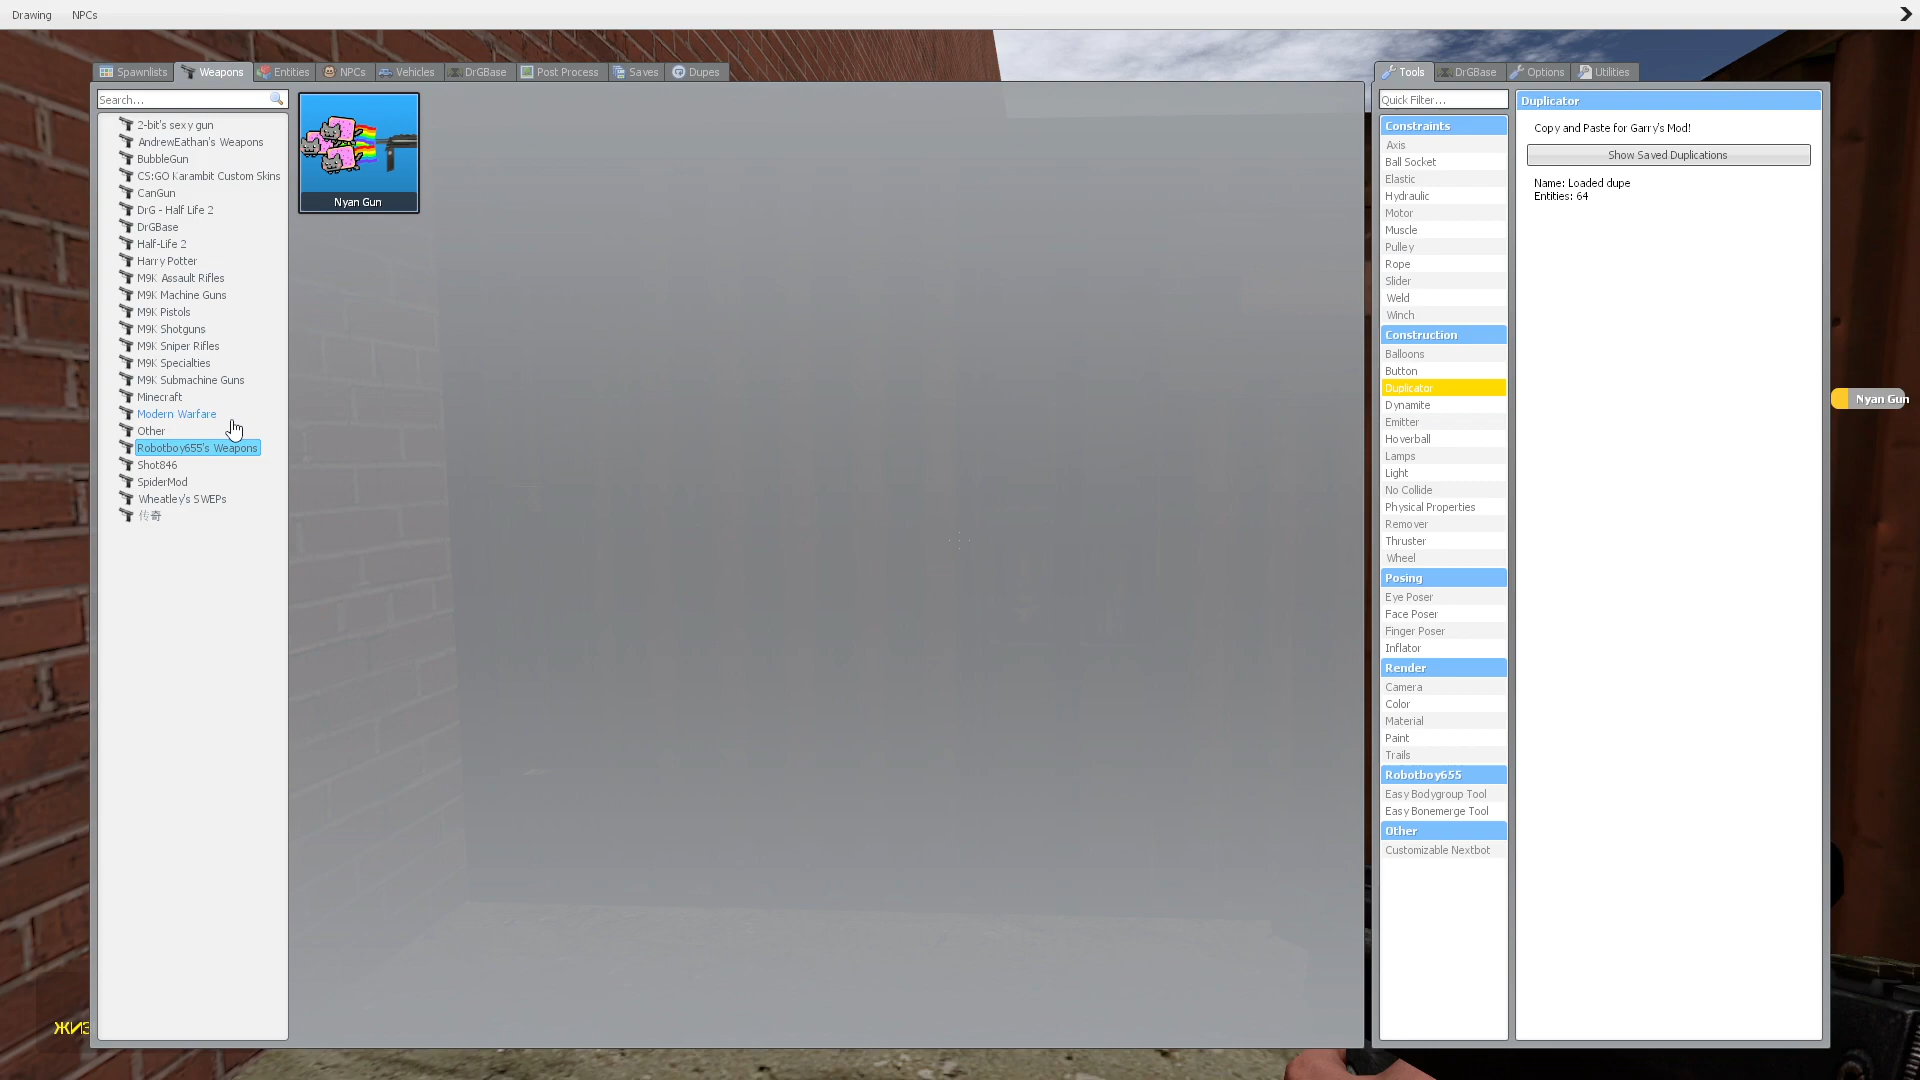 Drawing NPCs
Spawnlists Weapons Entities NPCs Vehicles DrGBase Post Process Saves Dupes
Search...
2-bit's sexy gun
AndrewEathan's Weapons
BubbleGun
CS:GO Karambit Custom Skins
CanGun
DrG - Half Life 2
DrGBase
Half-Life 2
Harry Potter
M9K Assault Rifles
M9K Machine Guns
M9K Pistols
M9K Shotguns
M9K Sniper Rifles
M9K Specialties
M9K Submachine Guns
Minecraft
Modern Warfare
Other
Robotboy655's Weapons
Shot846
SpiderMod
Wheatley's SWEPs
传奇
Nyan Gun
Tools DrGBase Options Utilities
Quick Filter...
Constraints
Axis
Ball Socket
Elastic
Hydraulic
Motor
Muscle
Pulley
Rope
Slider
Weld
Winch
Construction
Balloons
Button
Duplicator
Dynamite
Emitter
Hoverball
Lamps
Light
No Collide
Physical Properties
Remover
Thruster
Wheel
Posing
Eye Poser
Face Poser
Finger Poser
Inflator
Render
Camera
Color
Material
Paint
Trails
Robotboy655
Easy Bodygroup Tool
Easy Bonemerge Tool
Other
Customizable Nextbot
Duplicator
Copy and Paste for Garry's Mod!
Show Saved Duplications
Name: Loaded dupe
Entities: 64
Nyan Gun
ЖИЗ